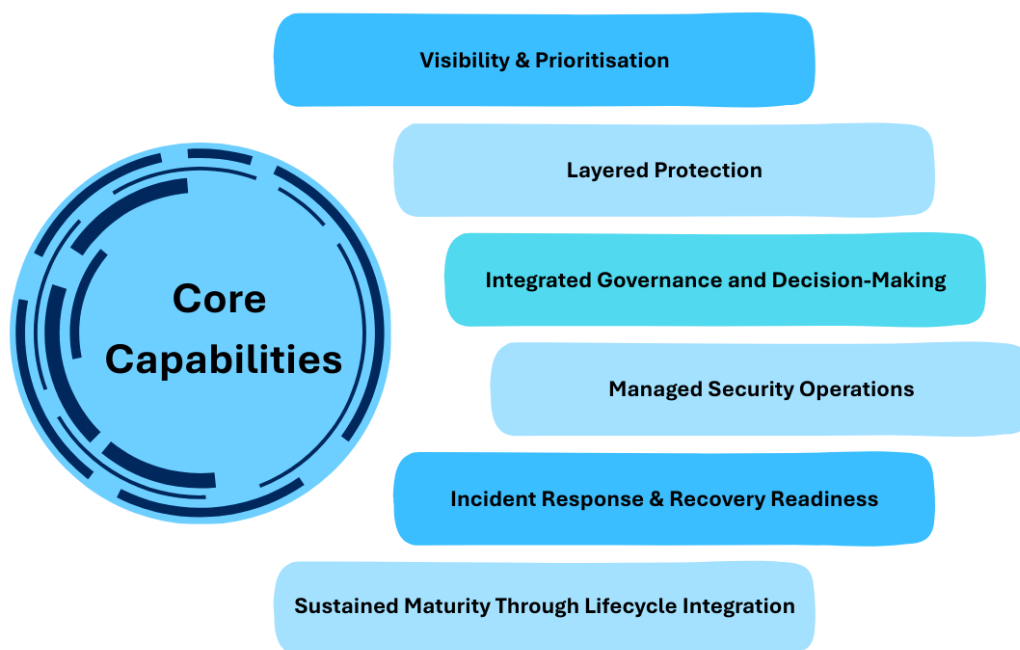 Visibility & Prioritisation
Layered Protection
Integrated Governance and Decision-Making
Core
Capabilities
Managed Security Operations
Incident Response & Recovery Readiness
Sustained Maturity Through Lifecycle Integration